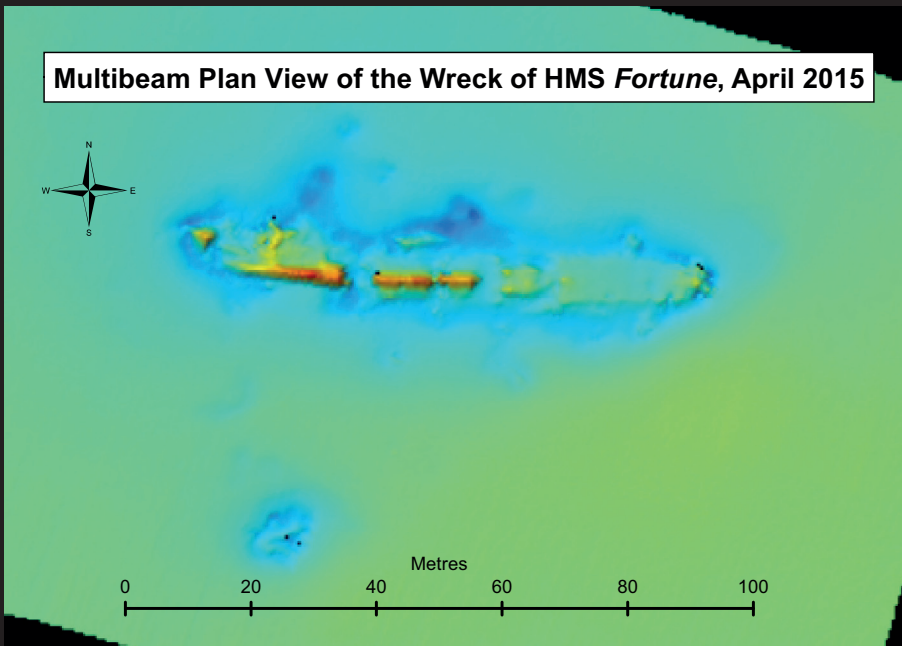 Multibeam Plan View of the Wreck of HMS Fortune, April 2015
N
W E
S
Metres
0 20 40 60 80 100